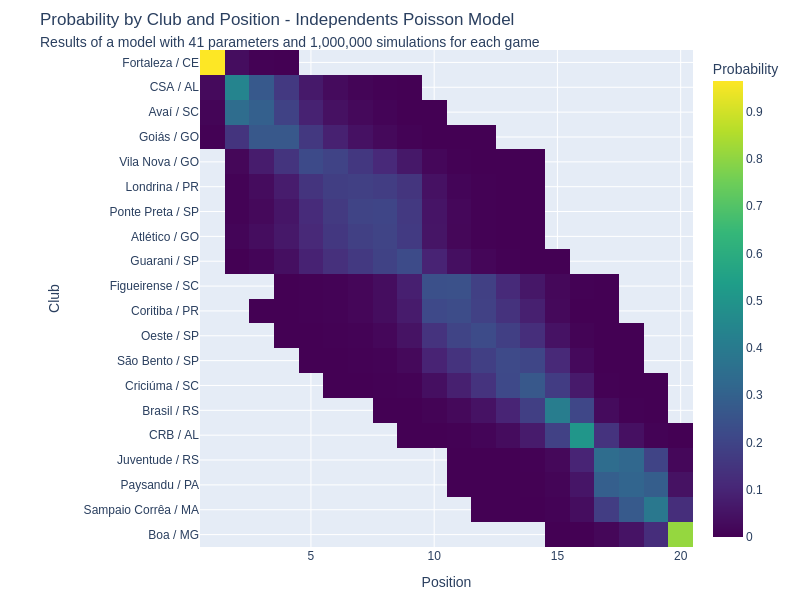 Probability by Club and Position - Independents Poisson Model
Results of a model with 41 parameters and 1,000,000 simulations for each game
Probability
Fortaleza / CE
CSA / AL
Avaí / SC
Goiás / GO
Vila Nova / GO
Londrina / PR
Ponte Preta / SP
Atlético / GO
Guarani / SP
Figueirense / SC
Coritiba / PR
Oeste / SP
São Bento / SP
Criciúma / SC
Brasil / RS
CRB / AL
Juventude / RS
Paysandu / PA
Sampaio Corrêa / MA
Boa / MG
Club
5
10
15
20
Position
0.9
0.8
0.7
0.6
0.5
0.4
0.3
0.2
0.1
0